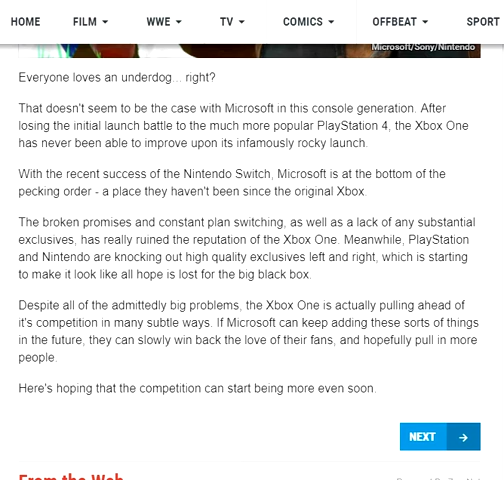 HOME FILM WWE TV COMICS OFFBEAT SPORT
Microsoft/Sony/Nintendo
Everyone loves an underdog... right?
That doesn't seem to be the case with Microsoft in this console generation. After
losing the initial launch battle to the much more popular PlayStation 4, the Xbox One
has never been able to improve upon its infamously rocky launch.
With the recent success of the Nintendo Switch, Microsoft is at the bottom of the
pecking order - a place they haven't been since the original Xbox.
The broken promises and constant plan switching, as well as a lack of any substantial
exclusives, has really ruined the reputation of the Xbox One. Meanwhile, PlayStation
and Nintendo are knocking out high quality exclusives left and right, which is starting
to make it look like all hope is lost for the big black box.
Despite all of the admittedly big problems, the Xbox One is actually pulling ahead of
it's competition in many subtle ways. If Microsoft can keep adding these sorts of things
in the future, they can slowly win back the love of their fans, and hopefully pull in more
people.
Here's hoping that the competition can start being more even soon.
NEXT
From the Web